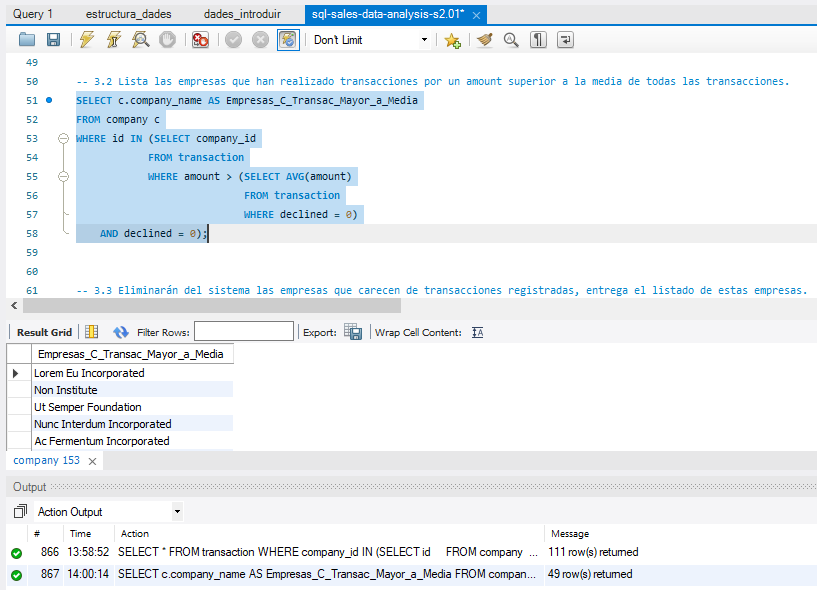 Query 1 estructura_dades dades_introduir sql-sales-data-analysis-s2.01*
Don't Limit
49
50 -- 3.2 Lista las empresas que han realizado transacciones por un amount superior a la media de todas las transacciones.
51 SELECT c.company_name AS Empresas_C_Transac_Mayor_a_Media
52 FROM company c
53 WHERE id IN (SELECT company_id
54 FROM transaction
55 WHERE amount > (SELECT AVG(amount)
56 FROM transaction
57 WHERE declined = 0)
58 AND declined = 0);
59
60
61 -- 3.3 Eliminarán del sistema las empresas que carecen de transacciones registradas, entrega el listado de estas empresas.
Result Grid Filter Rows: Export: Wrap Cell Content:
Empresas_C_Transac_Mayor_a_Media
Lorem Eu Incorporated
Non Institute
Ut Semper Foundation
Nunc Interdum Incorporated
Ac Fermentum Incorporated
company 153
Output
Action Output
# Time Action Message
866 13:58:52 SELECT * FROM transaction WHERE company_id IN (SELECT id FROM company ... 111 row(s) returned
867 14:00:14 SELECT c.company_name AS Empresas_C_Transac_Mayor_a_Media FROM compan... 49 row(s) returned